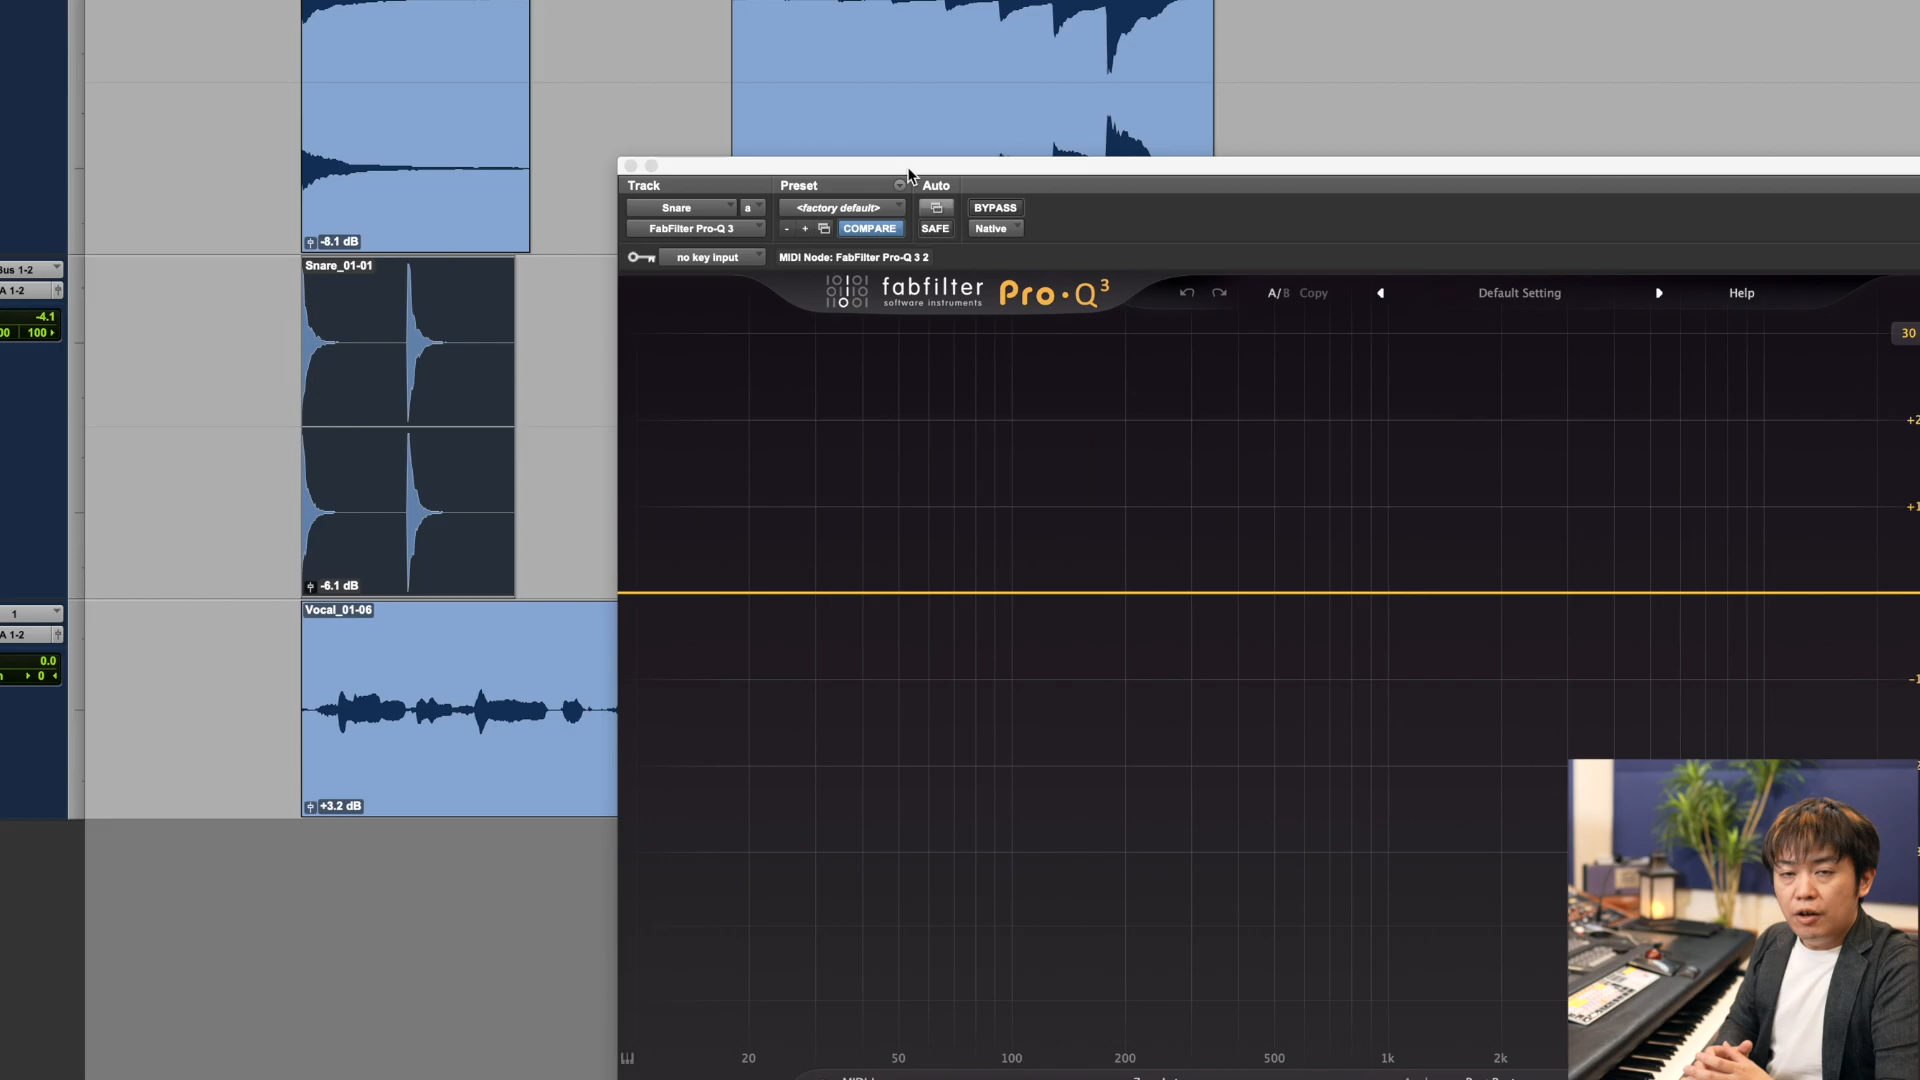 -8.1 dB
Track
Preset
Auto
Snare
a
<factory default>
BYPASS
FabFilter Pro-Q 3
-
+
COMPARE
SAFE
Native
no key input
MIDI Node: FabFilter Pro-Q 3 2
fabfilter
software instruments
Pro·Q3
A/B
Copy
Default Setting
Help
30
Bus 1-2
A 1-2
-4.1
100
Snare_01-01
-6.1 dB
1
A 1-2
0.0
0
Vocal_01-06
+3.2 dB
20
50
100
200
500
1k
2k